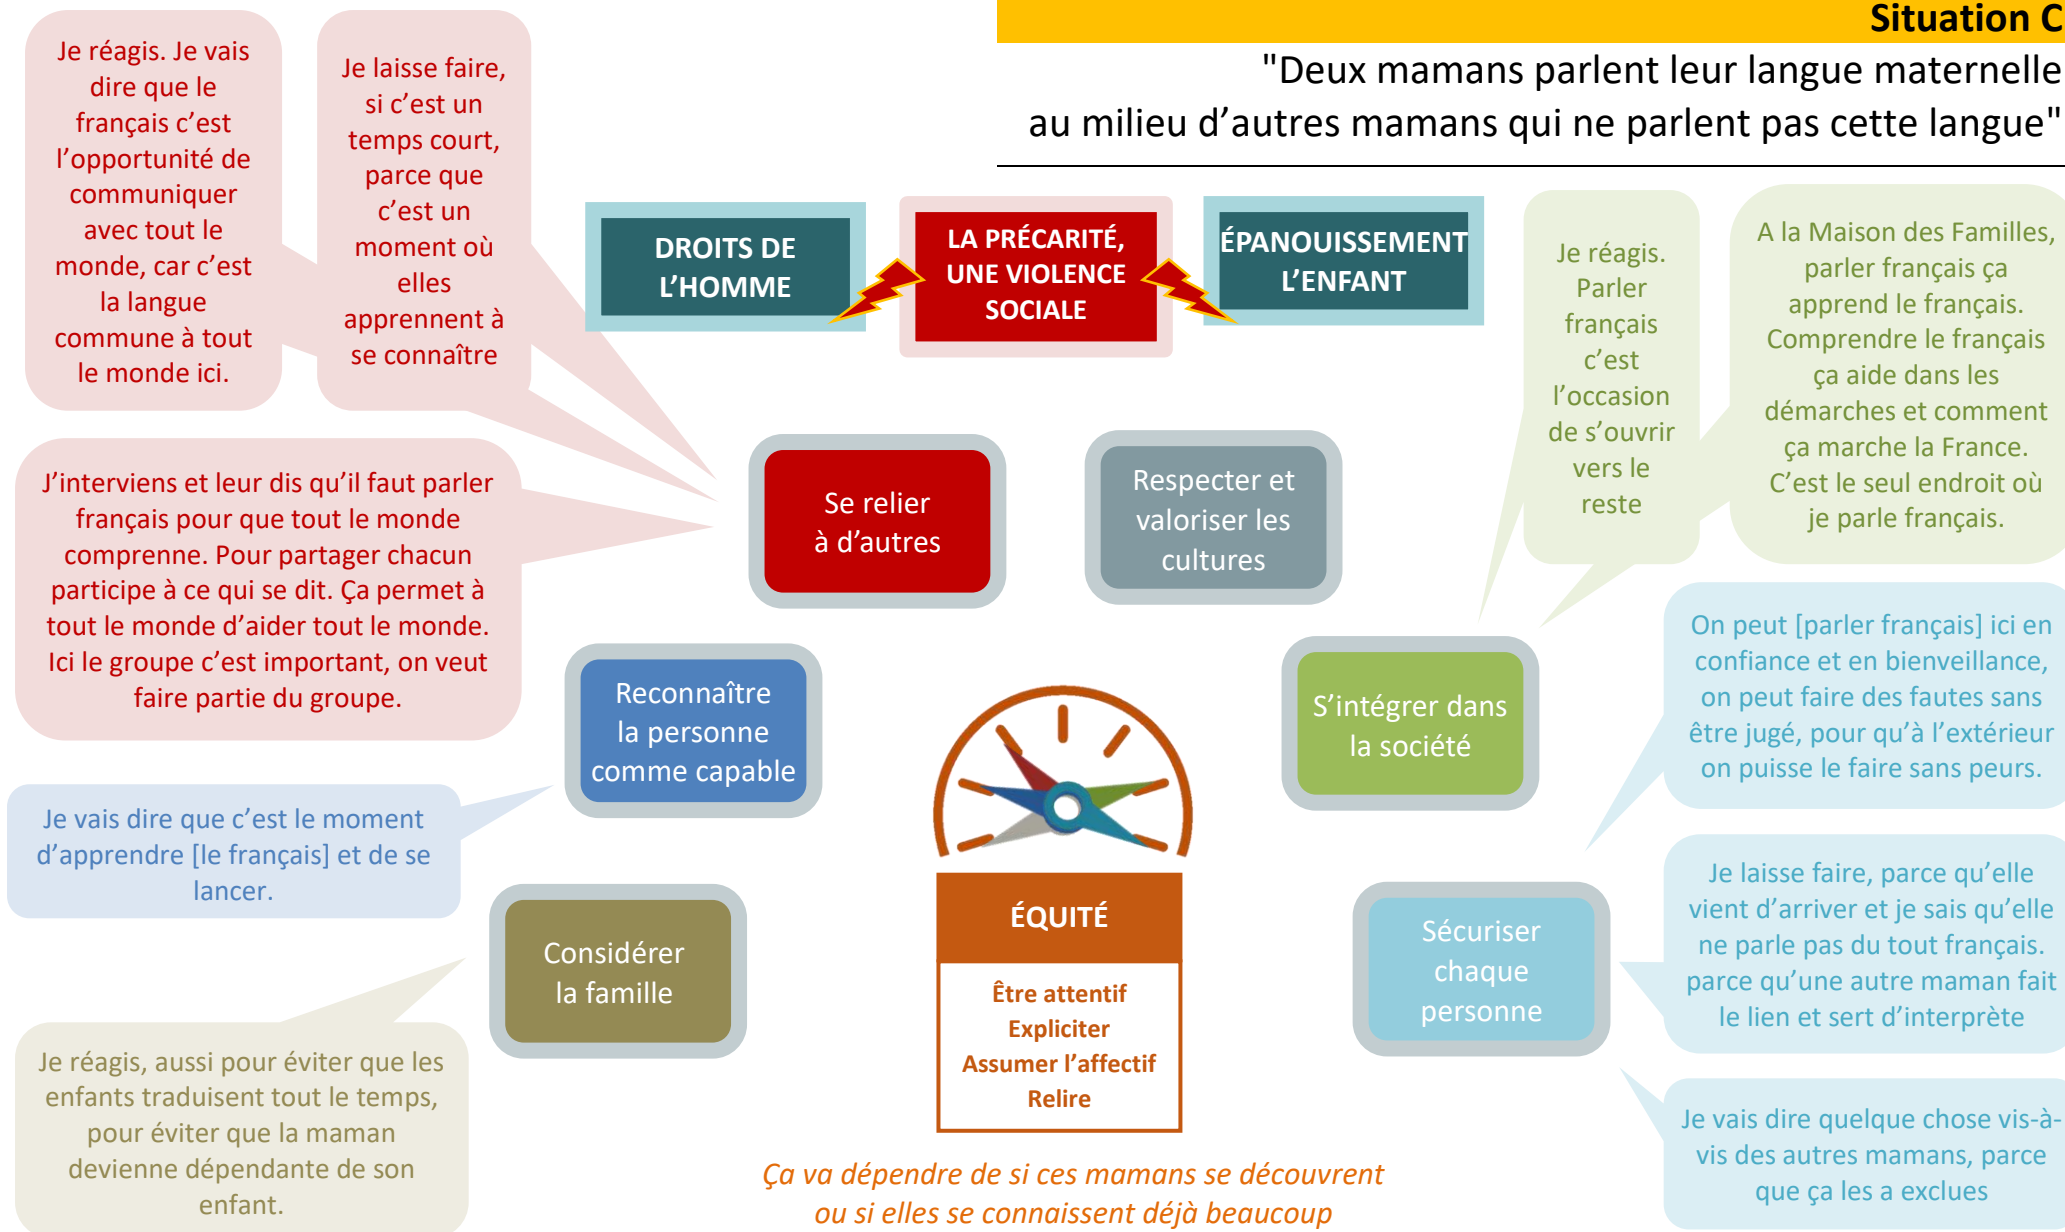 Situation C
"Deux mamans parlent leur langue maternelle
au milieu d’autres mamans qui ne parlent pas cette langue"
Je réagis. Je vais
dire que le
français c’est
l’opportunité de
communiquer
avec tout le
monde, car c’est
la langue
commune à tout
le monde ici.
Je laisse faire,
si c’est un
temps court,
parce que
c’est un
moment où
elles
apprennent à
se connaître
DROITS DE
L’HOMME
LA PRÉCARITÉ,
UNE VIOLENCE
SOCIALE
ÉPANOUISSEMENT
L’ENFANT
Je réagis.
Parler
français
c’est
l’occasion
de s’ouvrir
vers le
reste
A la Maison des Familles,
parler français ça
apprend le français.
Comprendre le français
ça aide dans les
démarches et comment
ça marche la France.
C’est le seul endroit où
je parle français.
J’interviens et leur dis qu’il faut parler
français pour que tout le monde
comprenne. Pour partager chacun
participe à ce qui se dit. Ça permet à
tout le monde d’aider tout le monde.
Ici le groupe c’est important, on veut
faire partie du groupe.
Se relier
à d’autres
Respecter et
valoriser les
cultures
Reconnaître
la personne
comme capable
S’intégrer dans
la société
On peut [parler français] ici en
confiance et en bienveillance,
on peut faire des fautes sans
être jugé, pour qu’à l’extérieur
on puisse le faire sans peurs.
Je vais dire que c’est le moment
d’apprendre [le français] et de se
lancer.
Considérer
la famille
ÉQUITÉ
Être attentif
Expliciter
Assumer l’affectif
Relire
Sécuriser
chaque
personne
Je laisse faire, parce qu’elle
vient d’arriver et je sais qu’elle
ne parle pas du tout français.
parce qu’une autre maman fait
le lien et sert d’interprète
Je réagis, aussi pour éviter que les
enfants traduisent tout le temps,
pour éviter que la maman
devienne dépendante de son
enfant.
Je vais dire quelque chose vis-à-
vis des autres mamans, parce
que ça les a exclues
Ça va dépendre de si ces mamans se découvrent
ou si elles se connaissent déjà beaucoup